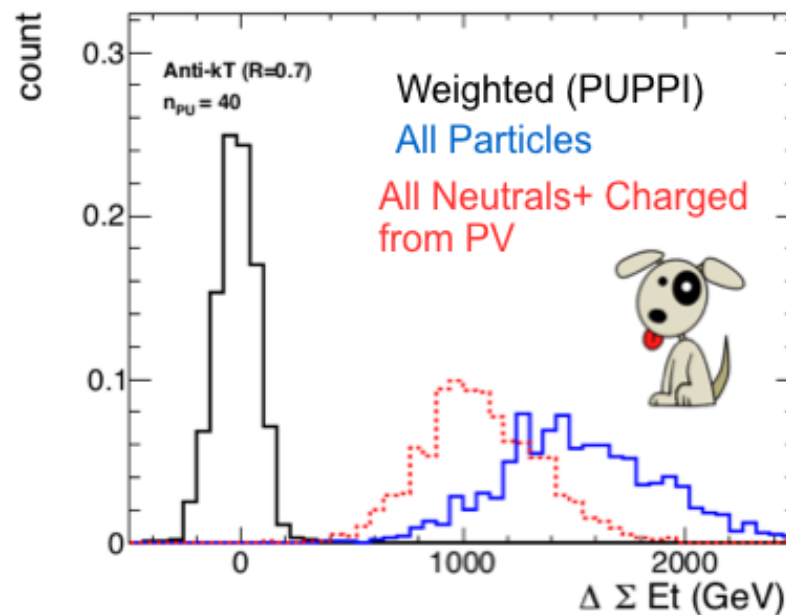 count
0.3
0.2
0.1
0
Anti-kT (R=0.7)
nPU = 40
Weighted (PUPPI)
All Particles
All Neutrals+ Charged
from PV
0
1000
2000
Δ Σ Et (GeV)